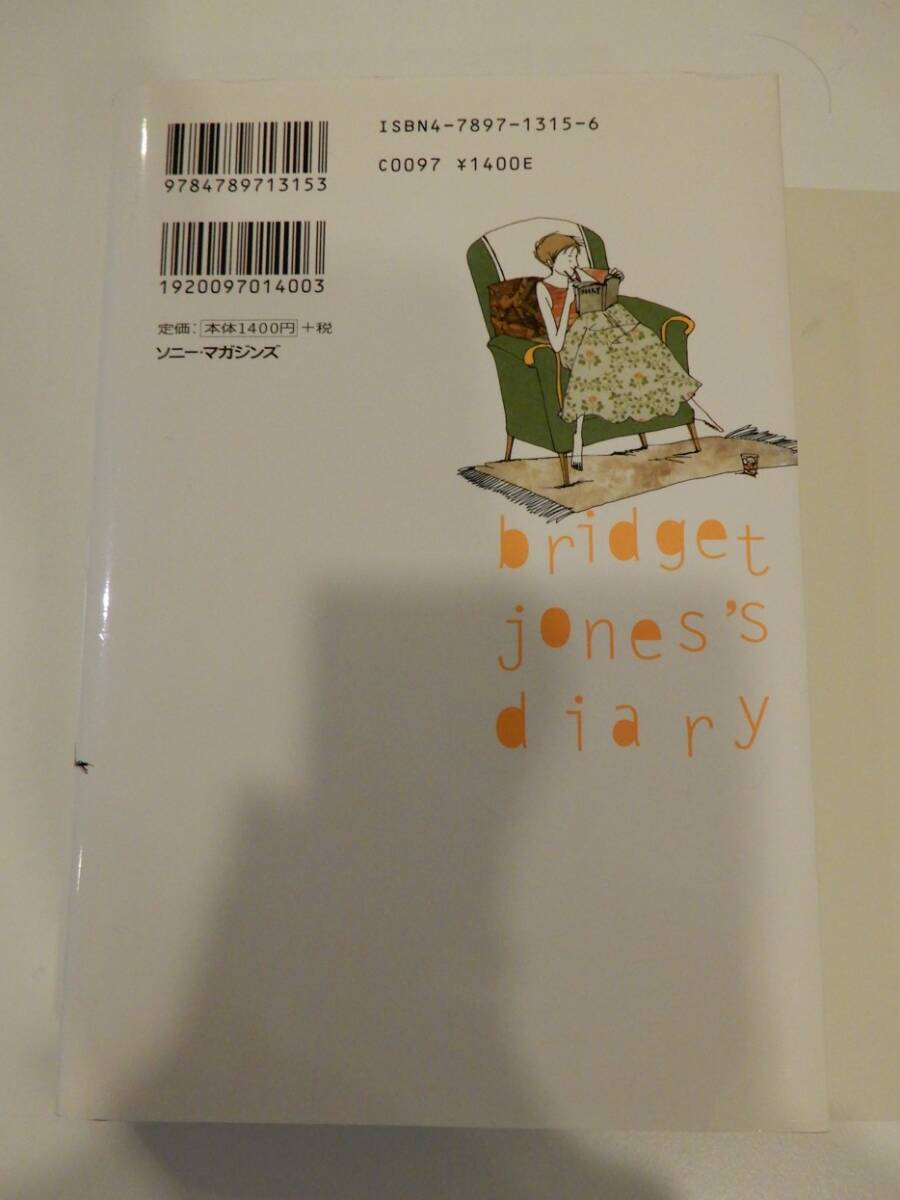 ISBN4-7897-1315-6
C0097 ¥1400E
9784789713153
1920097014003
定価: 本体1400円 +税
ソニー・マガジンズ
bridget
jones's
diary